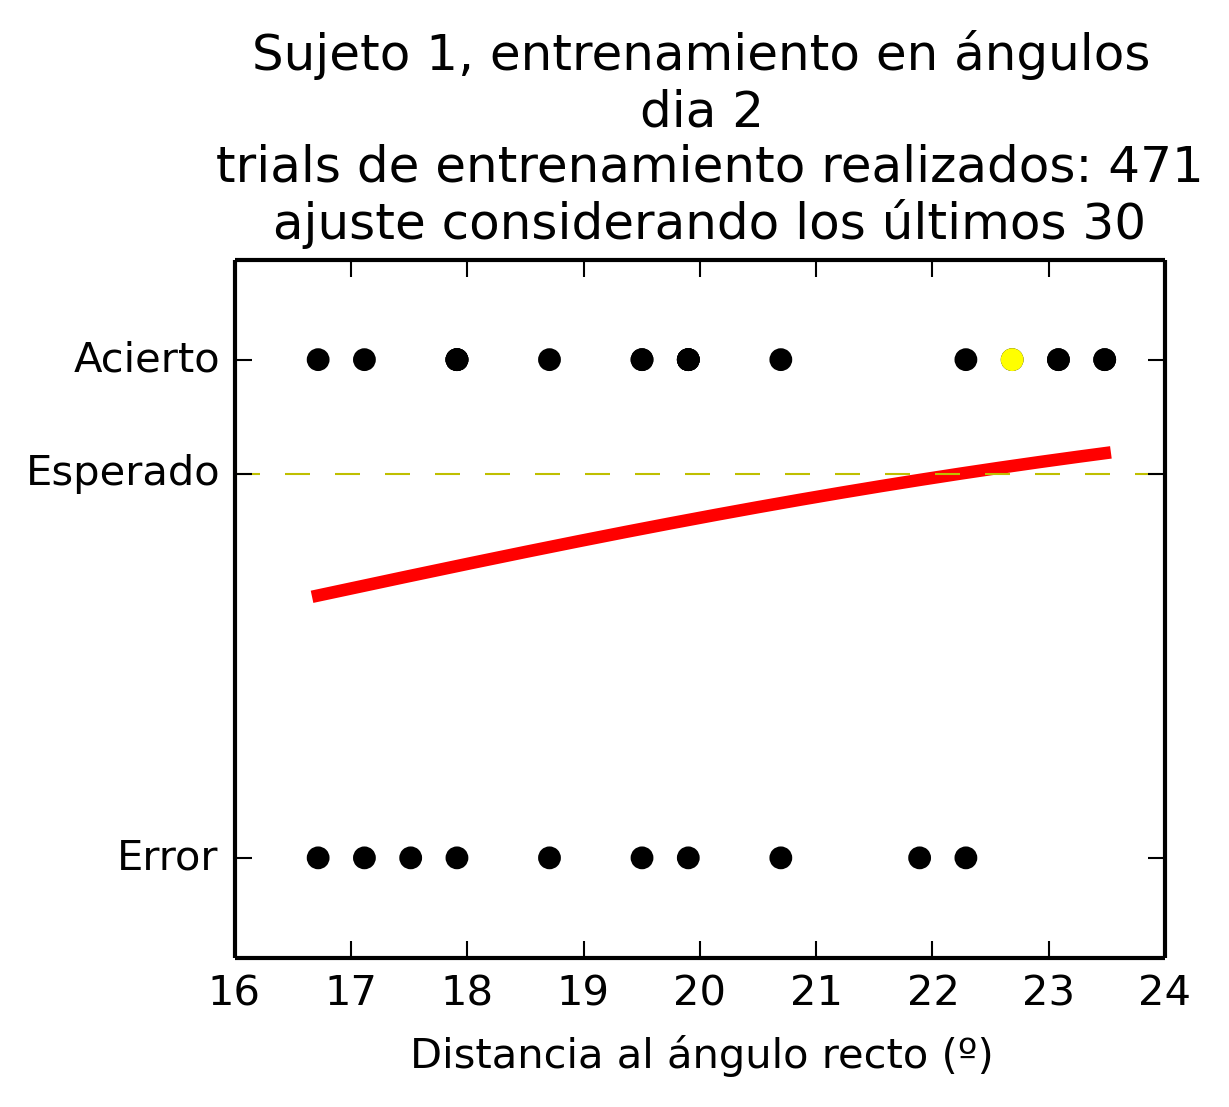 Sujeto 1, entrenamiento en ángulos
dia 2
trials de entrenamiento realizados: 471
ajuste considerando los últimos 30
Acierto
Esperado
Error
16 17 18 19 20 21 22 23 24
Distancia al ángulo recto (º)